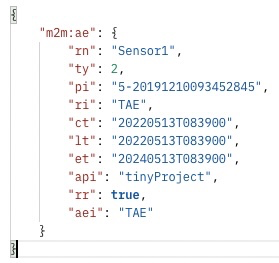 {
"m2m:ae": {
"rn": "Sensor1",
"ty": 2,
"pi": "5-20191210093452845",
"ri": "TAE",
"ct": "20220513T083900",
"lt": "20220513T083900",
"et": "20240513T083900",
"api": "tinyProject",
"rr": true,
"aei": "TAE"
}
}